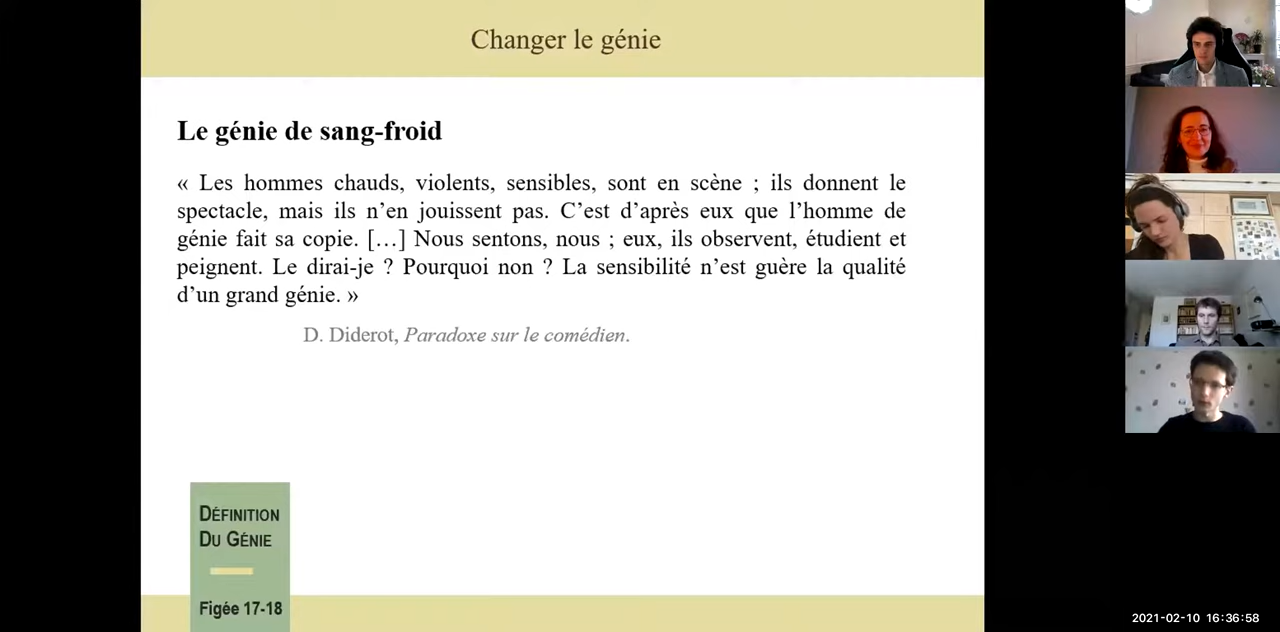 Changer le génie
Le génie de sang-froid
« Les hommes chauds, violents, sensibles, sont en scène ; ils donnent le
spectacle, mais ils n’en jouissent pas. C’est d’après eux que l’homme de
génie fait sa copie. […] Nous sentons, nous ; eux, ils observent, étudient et
peignent. Le dirai-je ? Pourquoi non ? La sensibilité n’est guère la qualité
d’un grand génie. »
D. Diderot, Paradoxe sur le comédien.
DÉFINITION
DU GÉNIE
Figée 17-18
2021-02-10 16:36:58